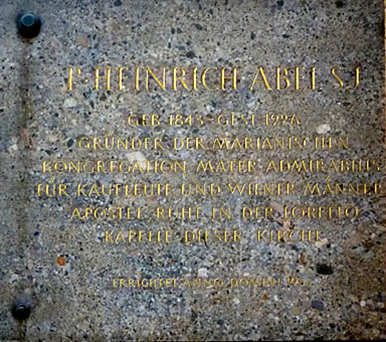 P. HEINRICH ABEL SJ
GEB 1843 - GEST 1926
GRÜNDER DER MARIANISCHEN
KONGREGATION MATER ADMIRABILIS
FÜR KAUFLEUTE UND WIENER MÄNNER
APOSTEL RUHT IN DER LORETTO
KAPELLE DIESER KIRCHE
ERRICHTET ANNO DOMINI